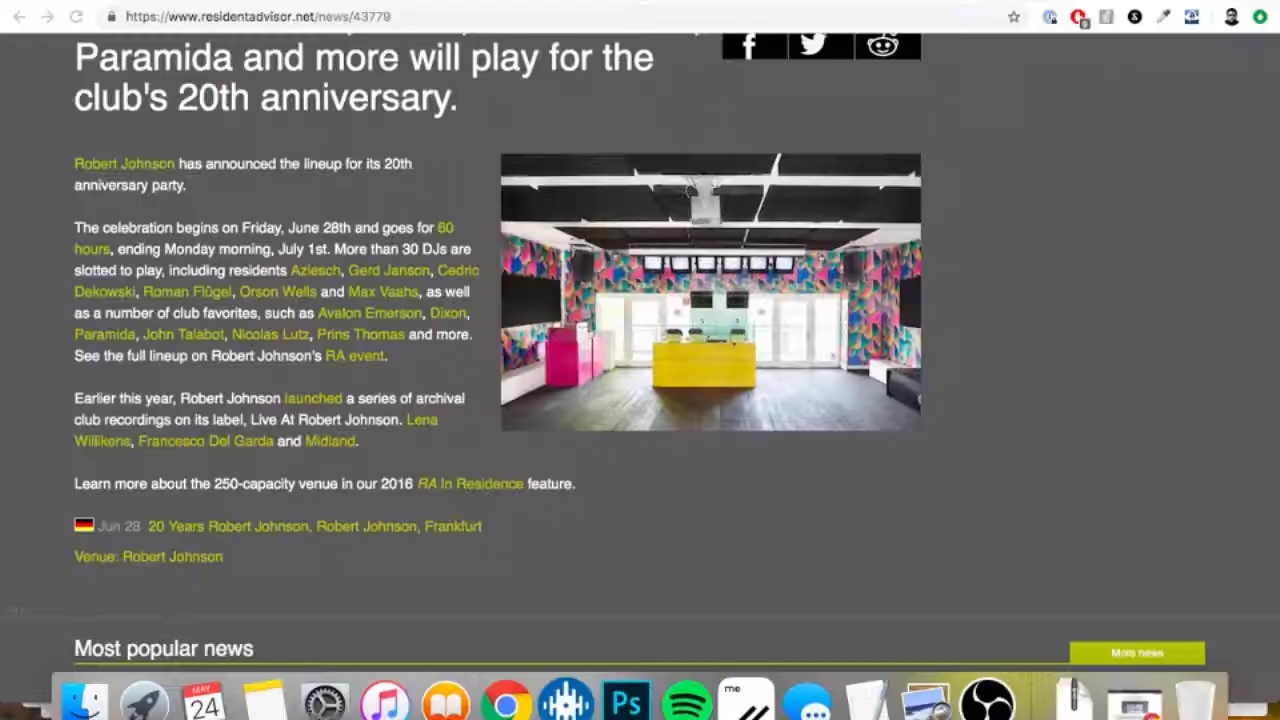 https://www.residentadvisor.net/news/43779
Paramida and more will play for the
club's 20th anniversary.
Robert Johnson has announced the lineup for its 20th
anniversary party.
The celebration begins on Friday, June 28th and goes for 60
hours, ending Monday morning, July 1st. More than 30 DJs are
slotted to play, including residents Aziesch, Gerd Janson, Cedric
Dekowski, Roman Flügel, Orson Wells and Max Vaahs, as well
as a number of club favorites, such as Avalon Emerson, Dixon,
Paramida, John Talabot, Nicolas Lutz, Prins Thomas and more.
See the full lineup on Robert Johnson's RA event.
Earlier this year, Robert Johnson launched a series of archival
club recordings on its label, Live At Robert Johnson. Lena
Willikens, Francesco Del Garda and Midland.
Learn more about the 250-capacity venue in our 2016 RA In Residence feature.
Jun 28 20 Years Robert Johnson, Robert Johnson, Frankfurt
Venue: Robert Johnson
Most popular news
More news
MAY
24
Ps
me